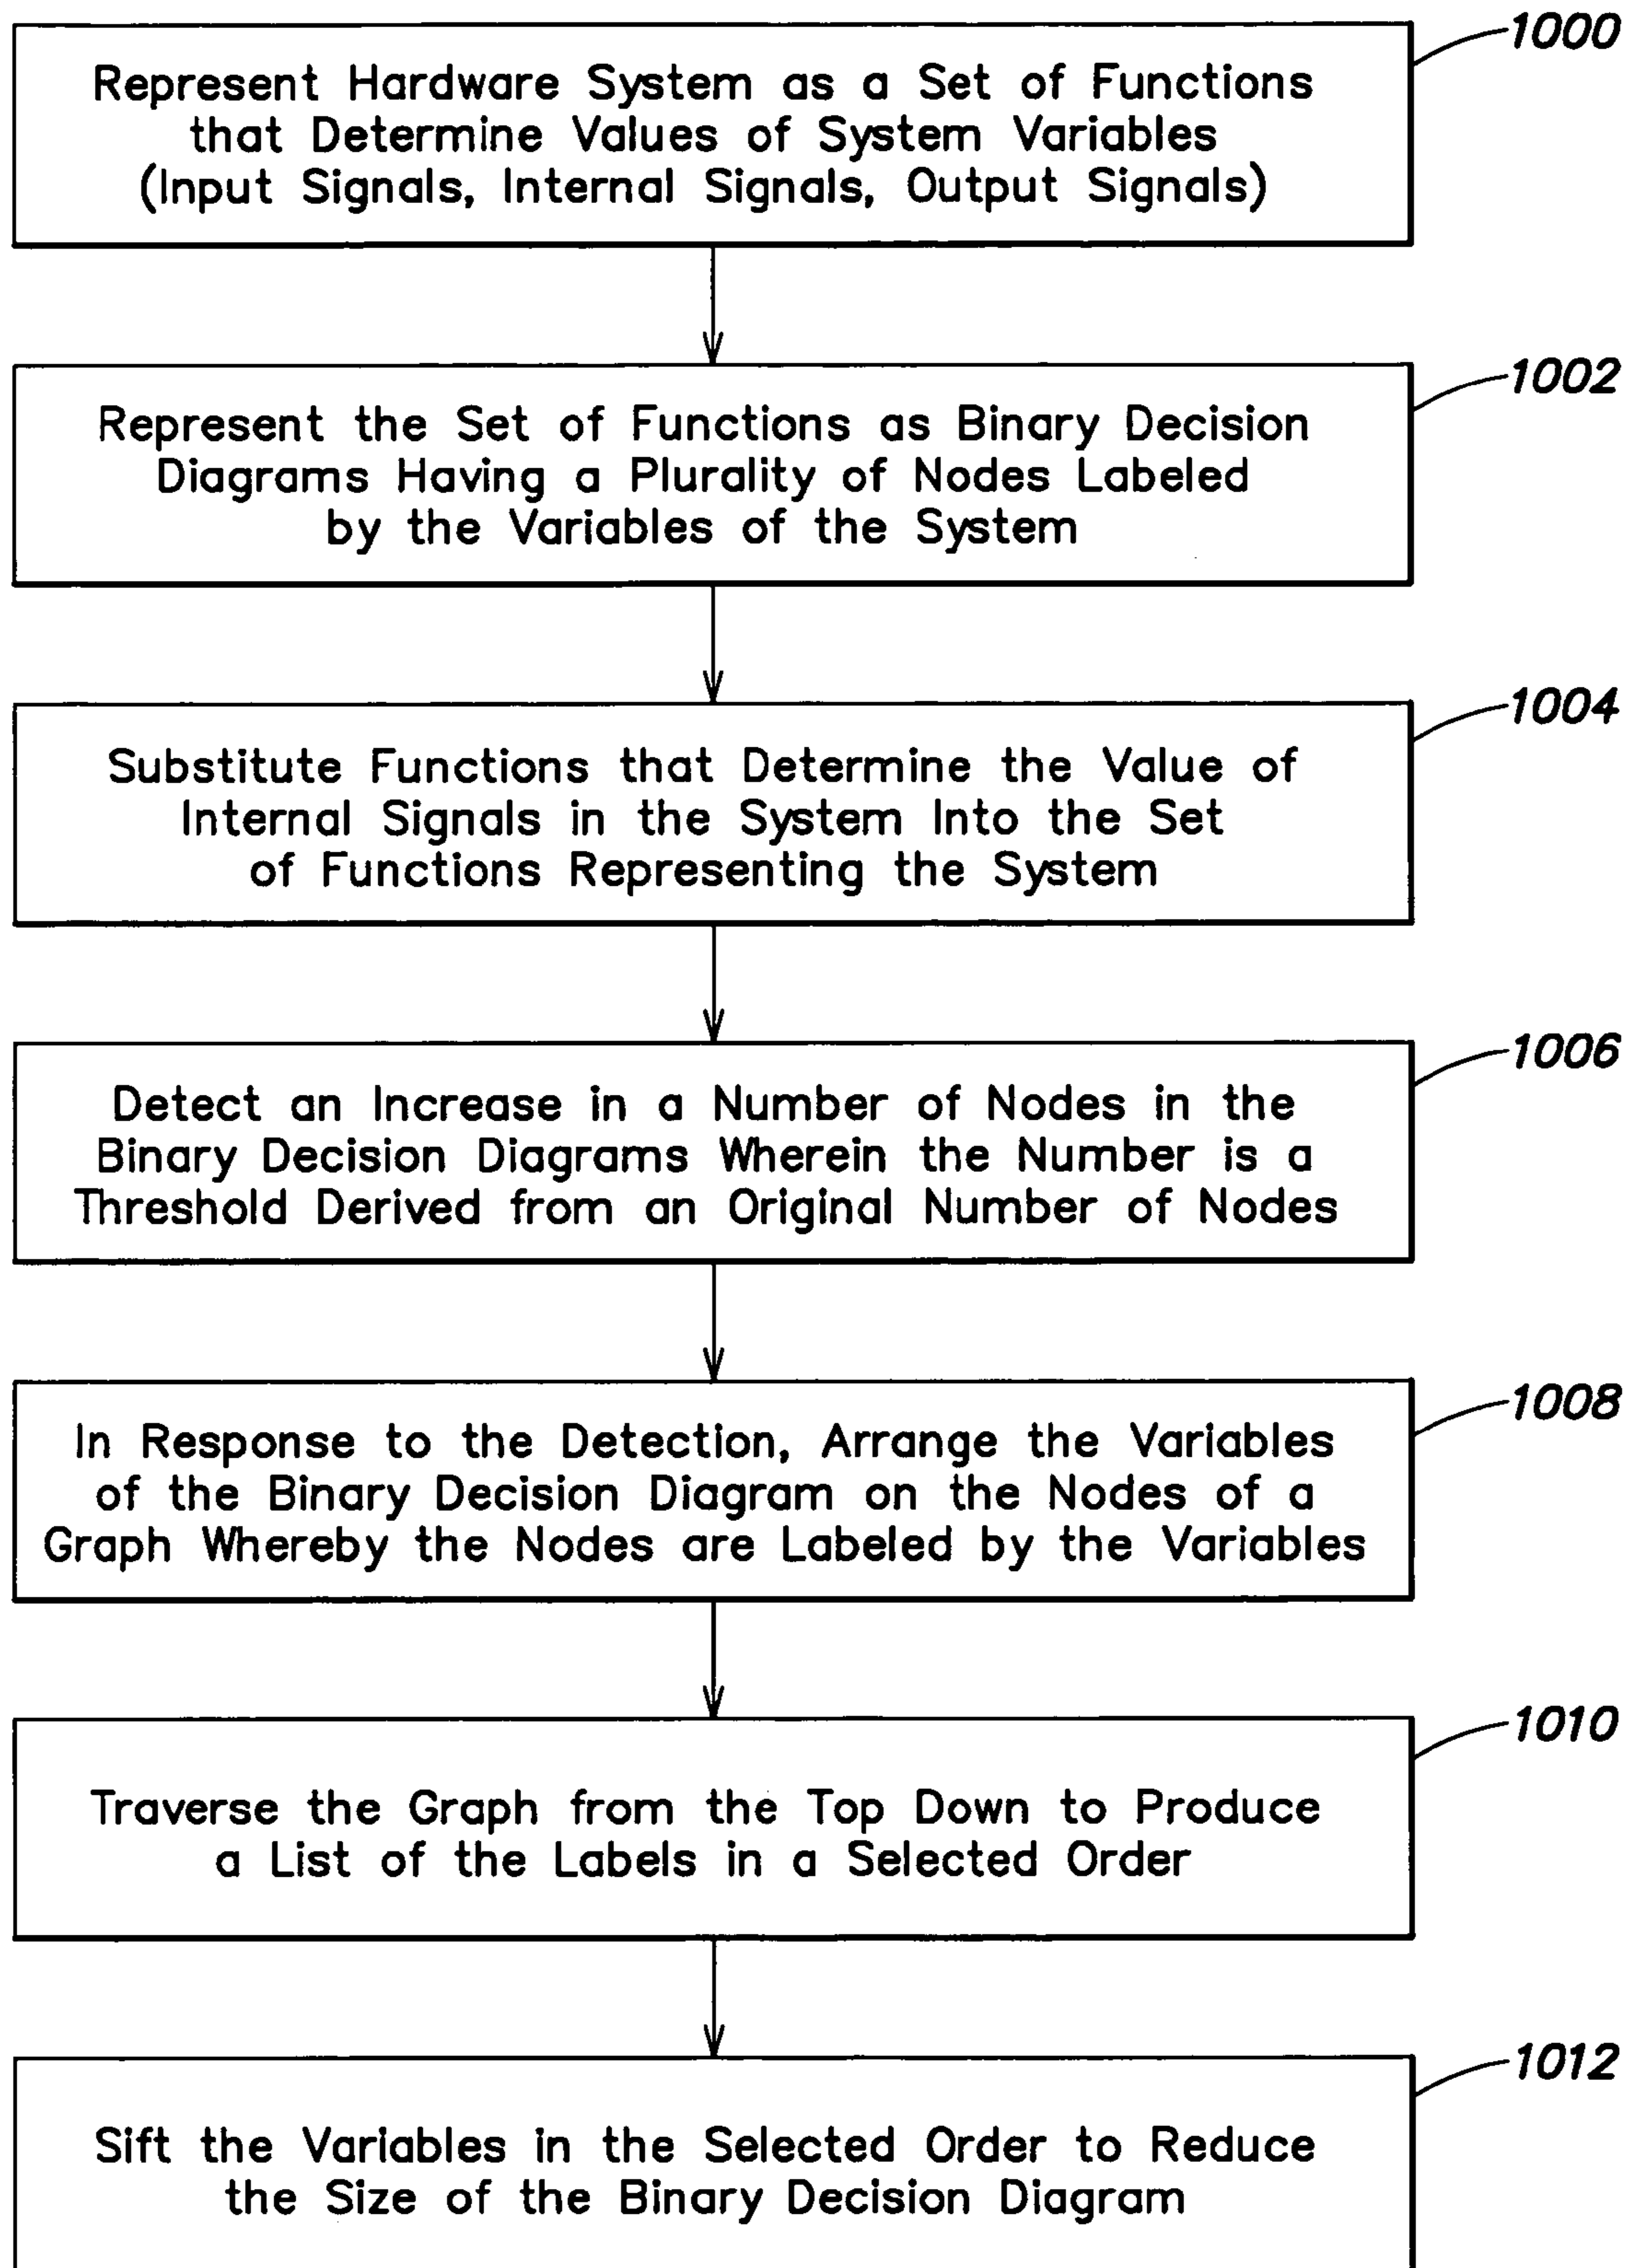 1000
Represent Hardware System as a Set of Functions
that Determine Values of System Variables
(Input Signals, Internal Signals, Output Signals)
1002
Represent the Set of Functions as Binary Decision
Diagrams Having a Plurality of Nodes Labeled
by the Variables of the System
1004
Substitute Functions that Determine the Value of
Internal Signals in the System Into the Set
of Functions Representing the System
1006
Detect an Increase in a Number of Nodes in the
Binary Decision Diagrams Wherein the Number is a
Threshold Derived from an Original Number of Nodes
1008
In Response to the Detection, Arrange the Variables
of the Binary Decision Diagram on the Nodes of a
Graph Whereby the Nodes are Labeled by the Variables
1010
Traverse the Graph from the Top Down to Produce
a List of the Labels in a Selected Order
1012
Sift the Variables in the Selected Order to Reduce
the Size of the Binary Decision Diagram